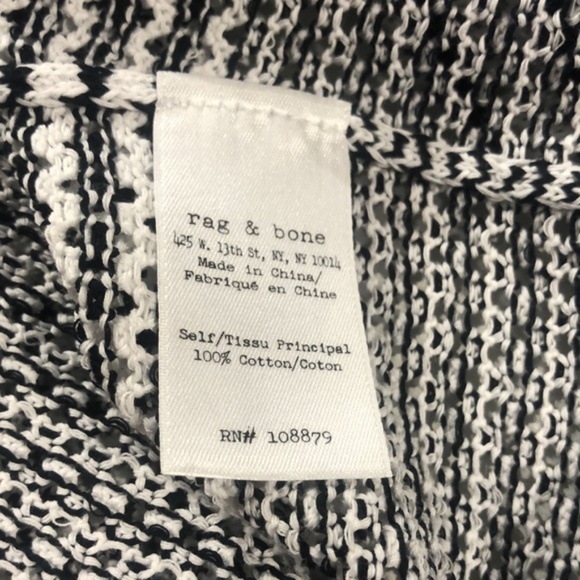 rag & bone
425 W. 13th St, NY, NY 10014
Made in China/
Fabriqué en Chine
Self/Tissu Principal
100% Cotton/Coton
RN# 108879